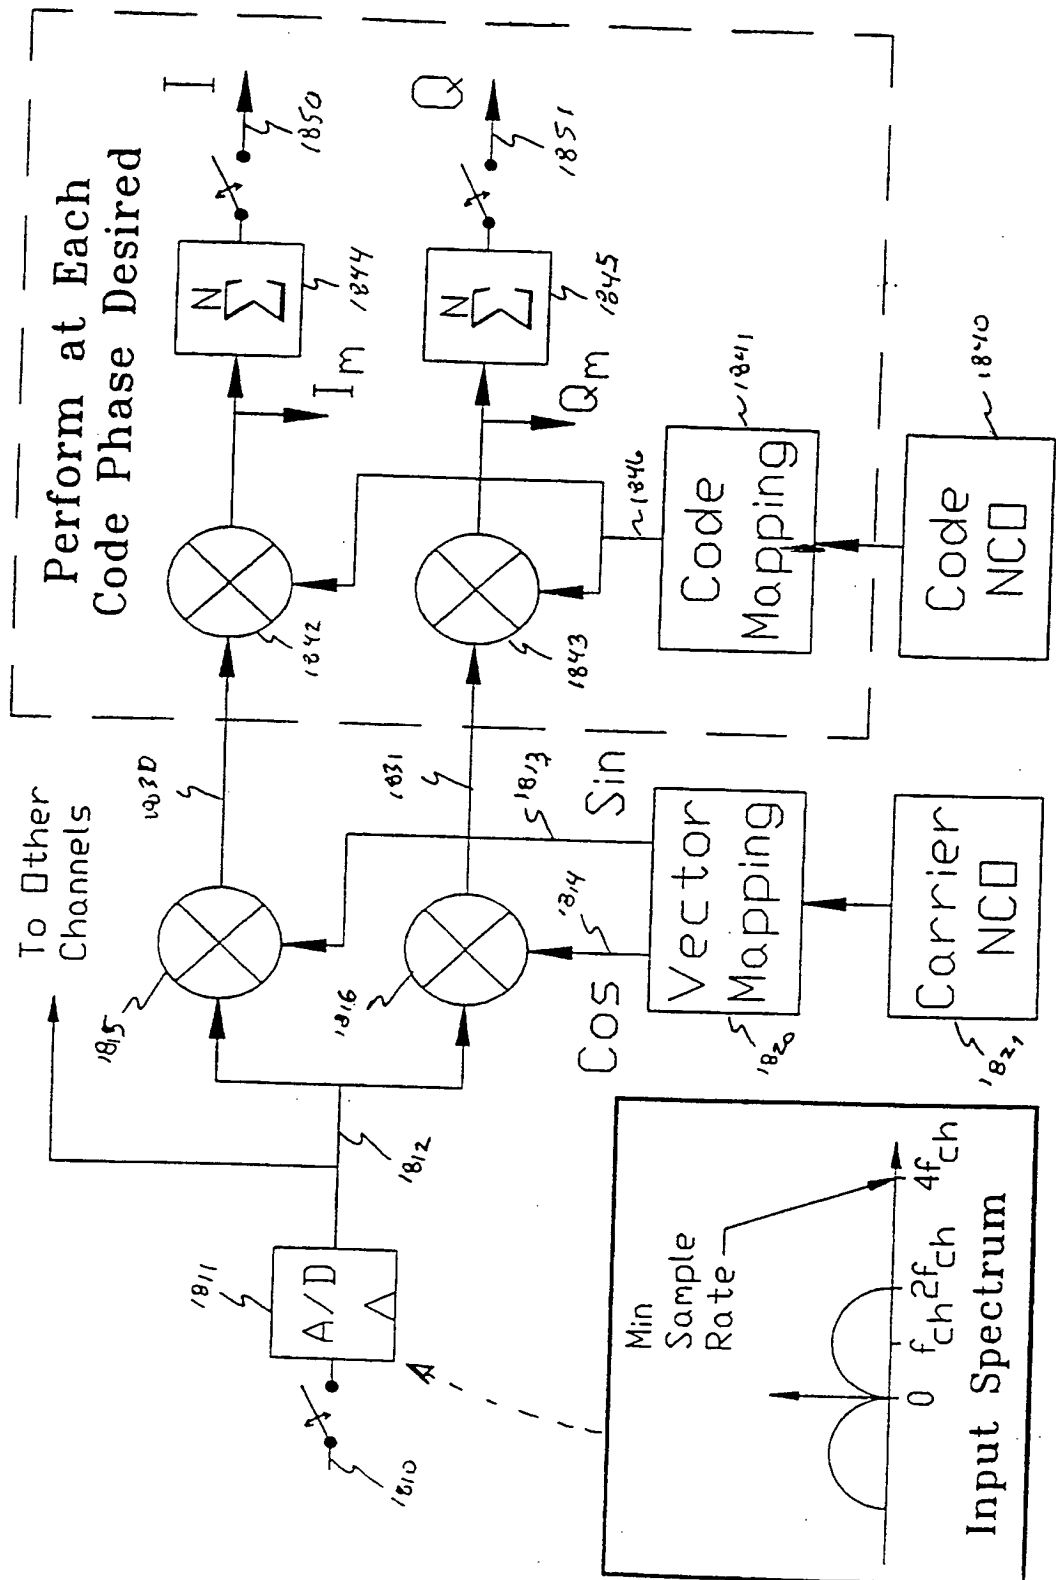 Perform at Each
Code Phase Desired
To Other
Channels
I
1850
N
Σ
1844
Im
1842
1830
1815
Q
1851
N
Σ
1845
Qm
1843
1831
1816
1846
1813
Sin
1814
Cos
1811
A/D
1812
1810
Code
Mapping
1841
Code
NCO
1840
Vector
Mapping
1820
Carrier
NCO
1821
Min
Sample
Rate
0
fch
2fch
4fch
Input Spectrum